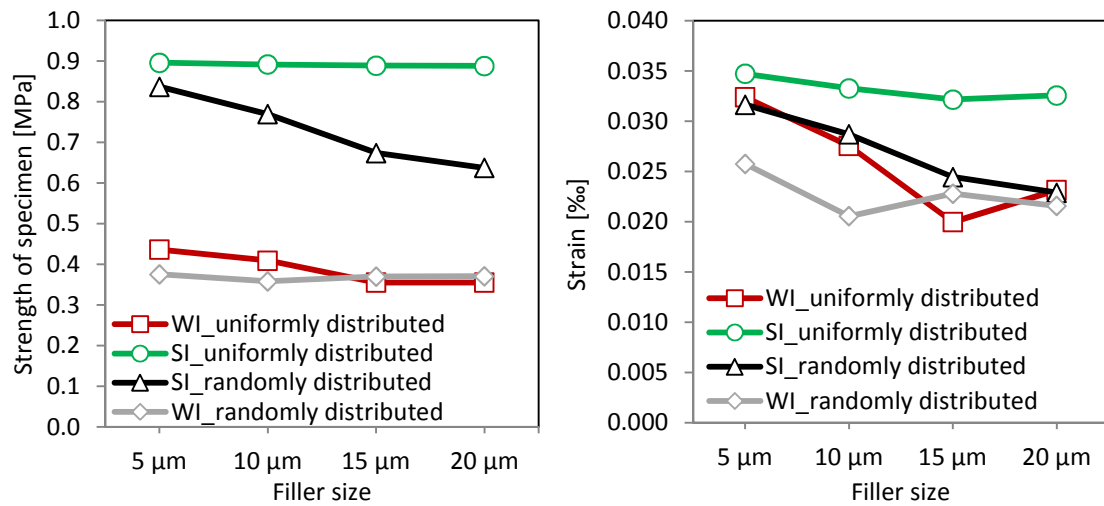 Strength of specimen [MPa]
1.0
0.9
0.8
0.7
0.6
0.5
0.4
0.3
0.2
0.1
0.0
WI_uniformly distributed
SI_uniformly distributed
SI_randomly distributed
WI_randomly distributed
5 µm 10 µm 15 µm 20 µm
Filler size
Strain [‰]
0.040
0.035
0.030
0.025
0.020
0.015
0.010
0.005
0.000
WI_uniformly distributed
SI_uniformly distributed
SI_randomly distributed
WI_randomly distributed
5 µm 10 µm 15 µm 20 µm
Filler size